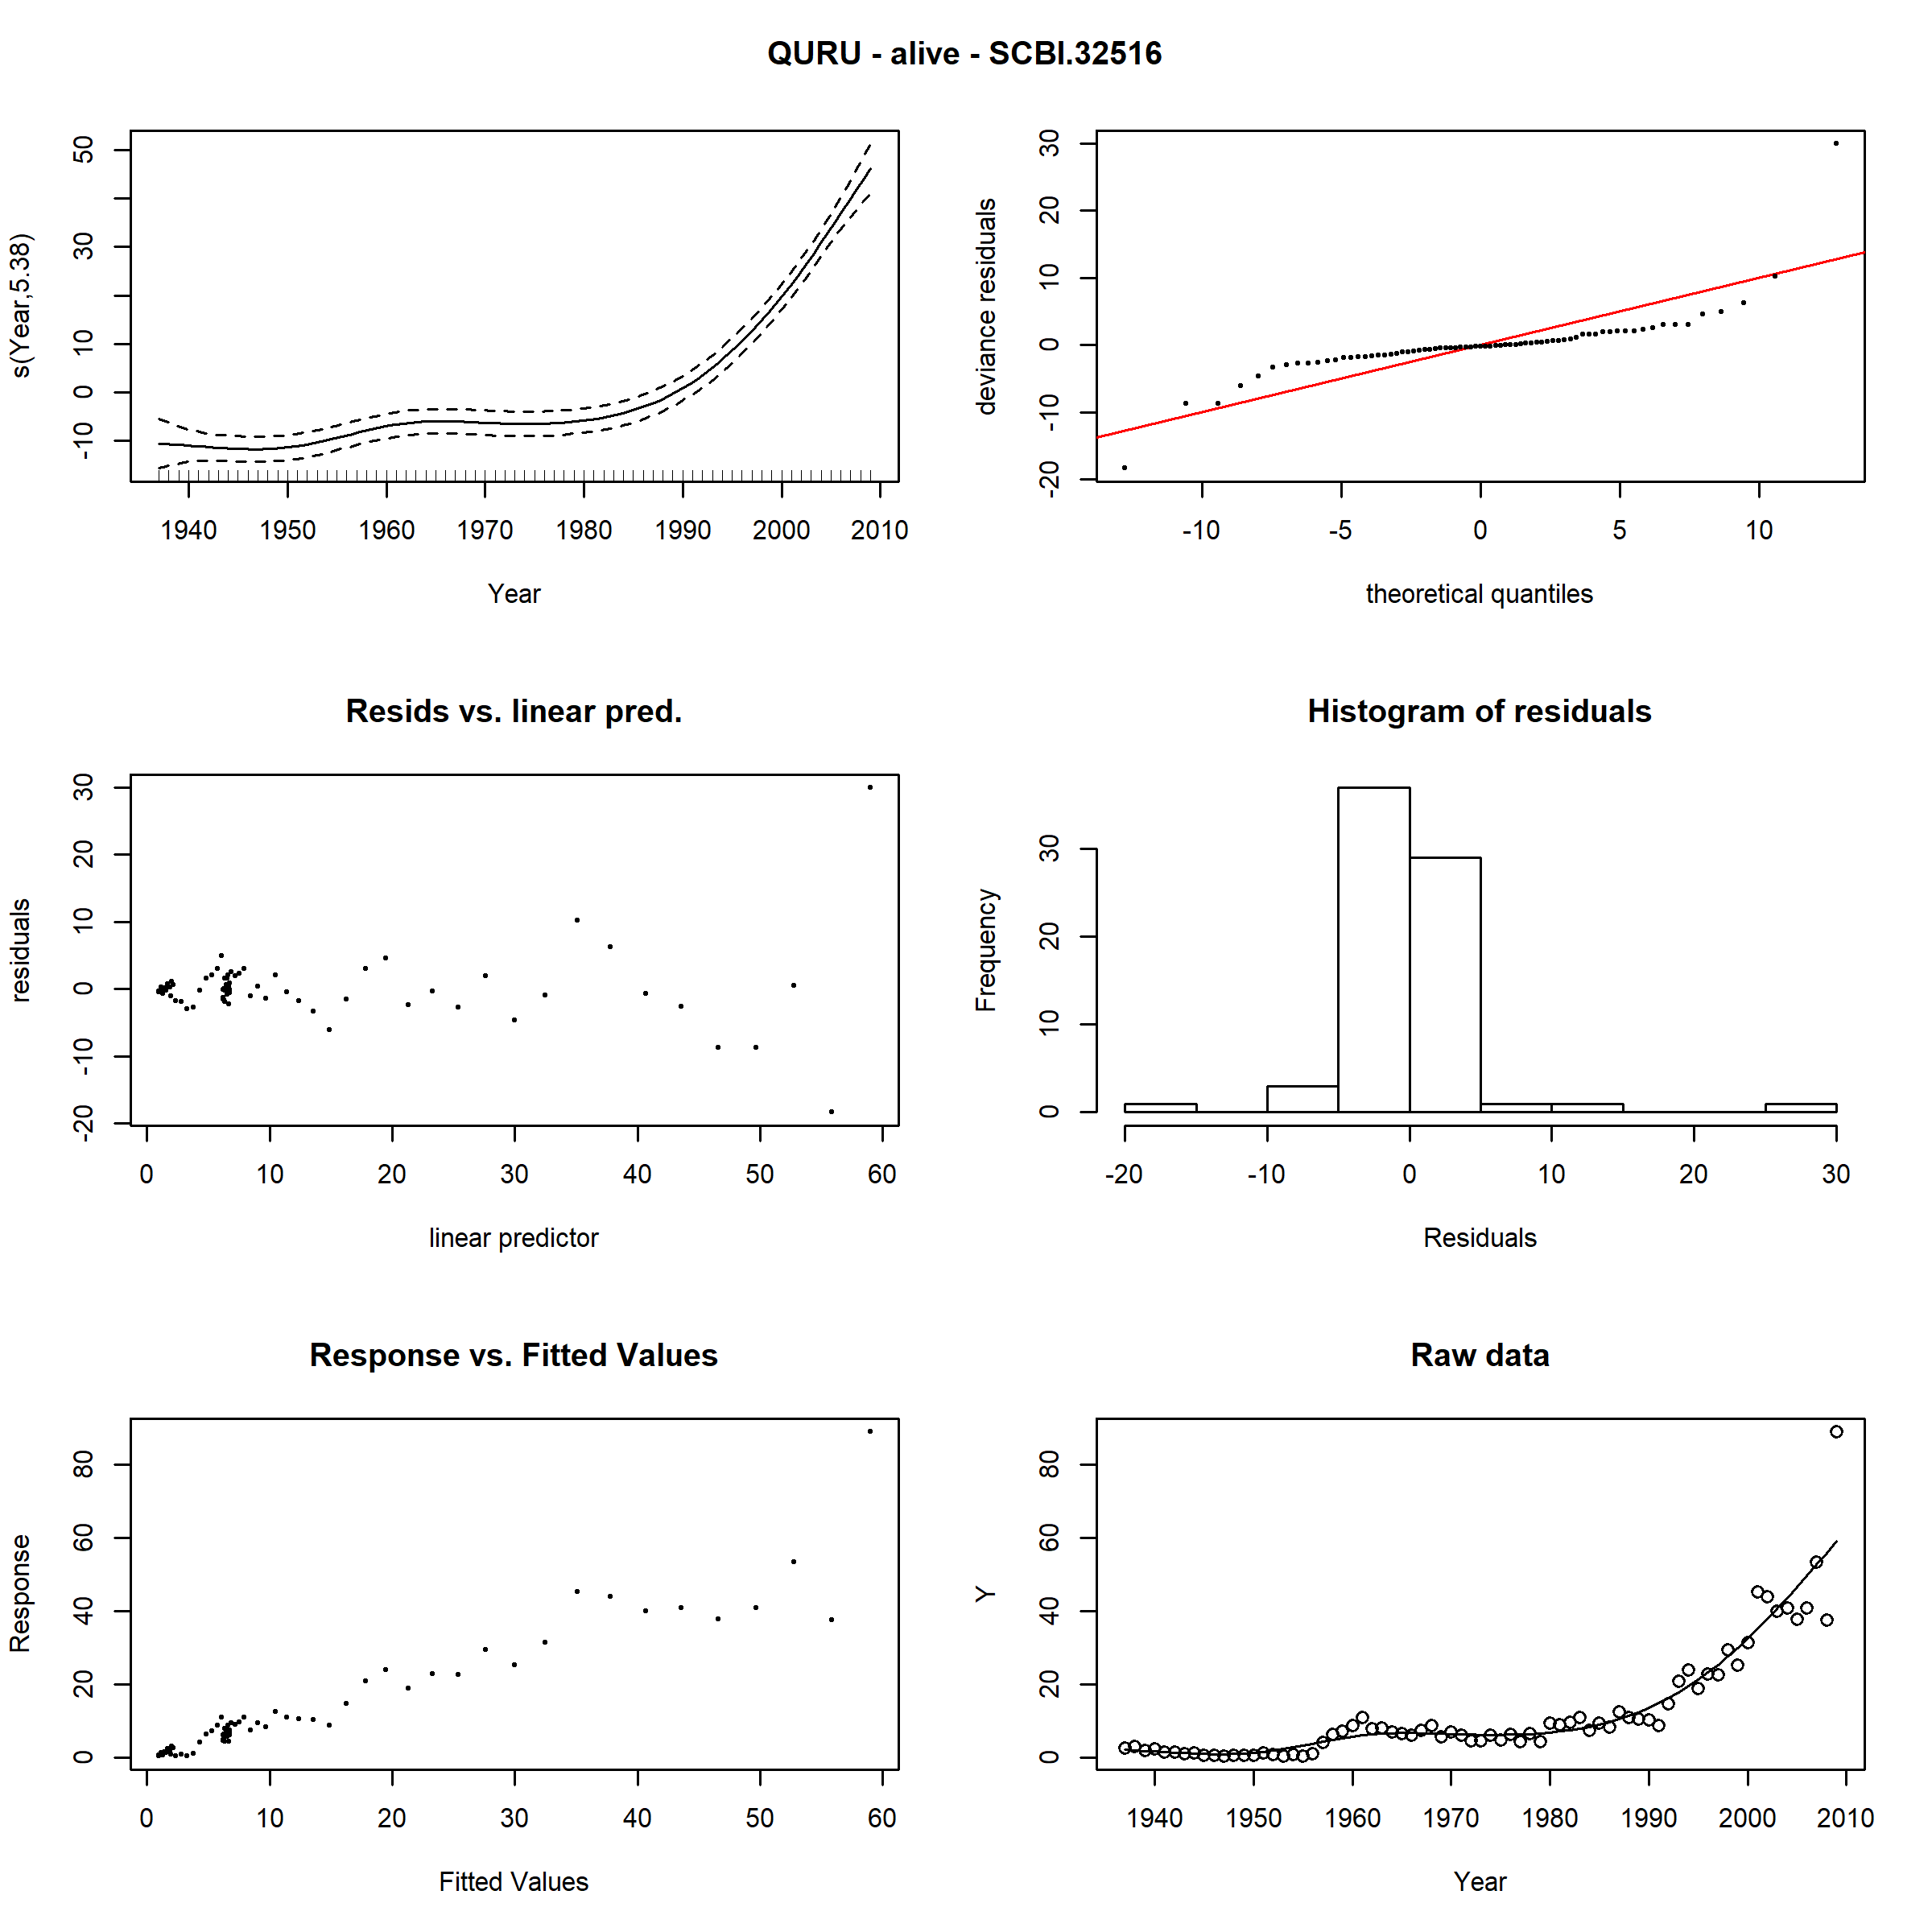 QURU - alive - SCBI.32516
s(Year,5.38)
50
30
10
0
-10
1940 1950 1960 1970 1980 1990 2000 2010
Year
deviance residuals
30
20
10
0
-10
-20
-10 -5 0 5 10
theoretical quantiles
Resids vs. linear pred.
residuals
30
20
10
0
-10
-20
0 10 20 30 40 50 60
linear predictor
Histogram of residuals
Frequency
30
20
10
0
-20 -10 0 10 20 30
Residuals
Response vs. Fitted Values
Response
80
60
40
20
0
0 10 20 30 40 50 60
Fitted Values
Raw data
Y
80
60
40
20
0
1940 1950 1960 1970 1980 1990 2000 2010
Year